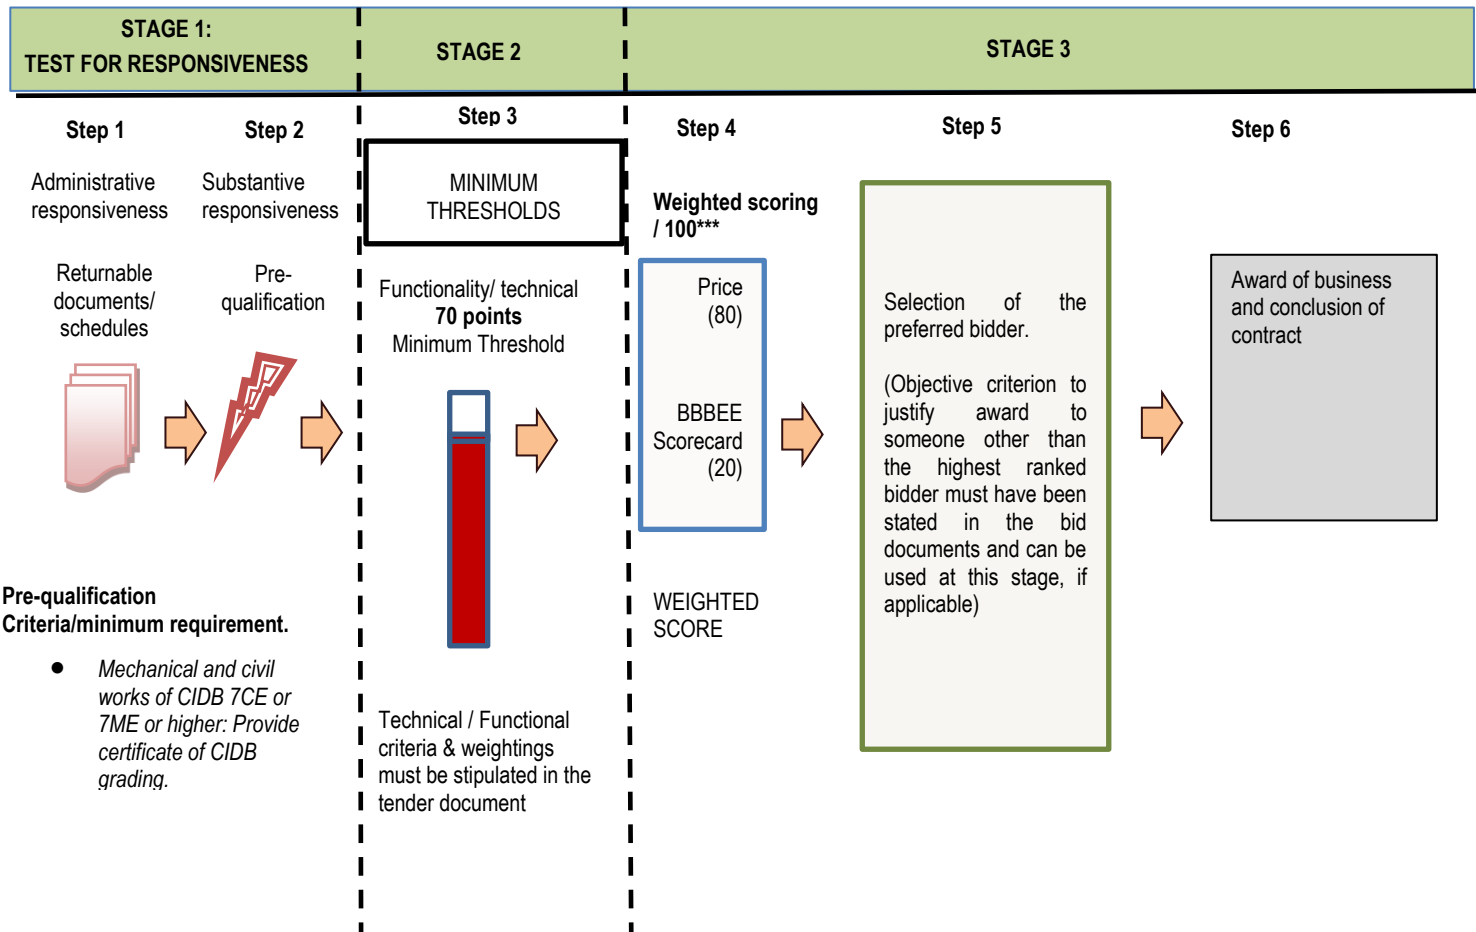 STAGE 1:
TEST FOR RESPONSIVENESS
STAGE 2
STAGE 3
Step 1
Administrative
responsiveness
Returnable
documents/
schedules
Step 2
Substantive
responsiveness
Pre-
qualification
Pre-qualification
Criteria/minimum requirement.
● Mechanical and civil
works of CIDB 7CE or
7ME or higher: Provide
certificate of CIDB
grading.
Step 3
MINIMUM
THRESHOLDS
Functionality/ technical
70 points
Minimum Threshold
Technical / Functional
criteria & weightings
must be stipulated in the
tender document
Step 4
Weighted scoring
/ 100***
Price
(80)
BBBEE
Scorecard
(20)
WEIGHTED
SCORE
Step 5
Selection of the
preferred bidder.
(Objective criterion to
justify award to
someone other than
the highest ranked
bidder must have been
stated in the bid
documents and can be
used at this stage, if
applicable)
Step 6
Award of business
and conclusion of
contract